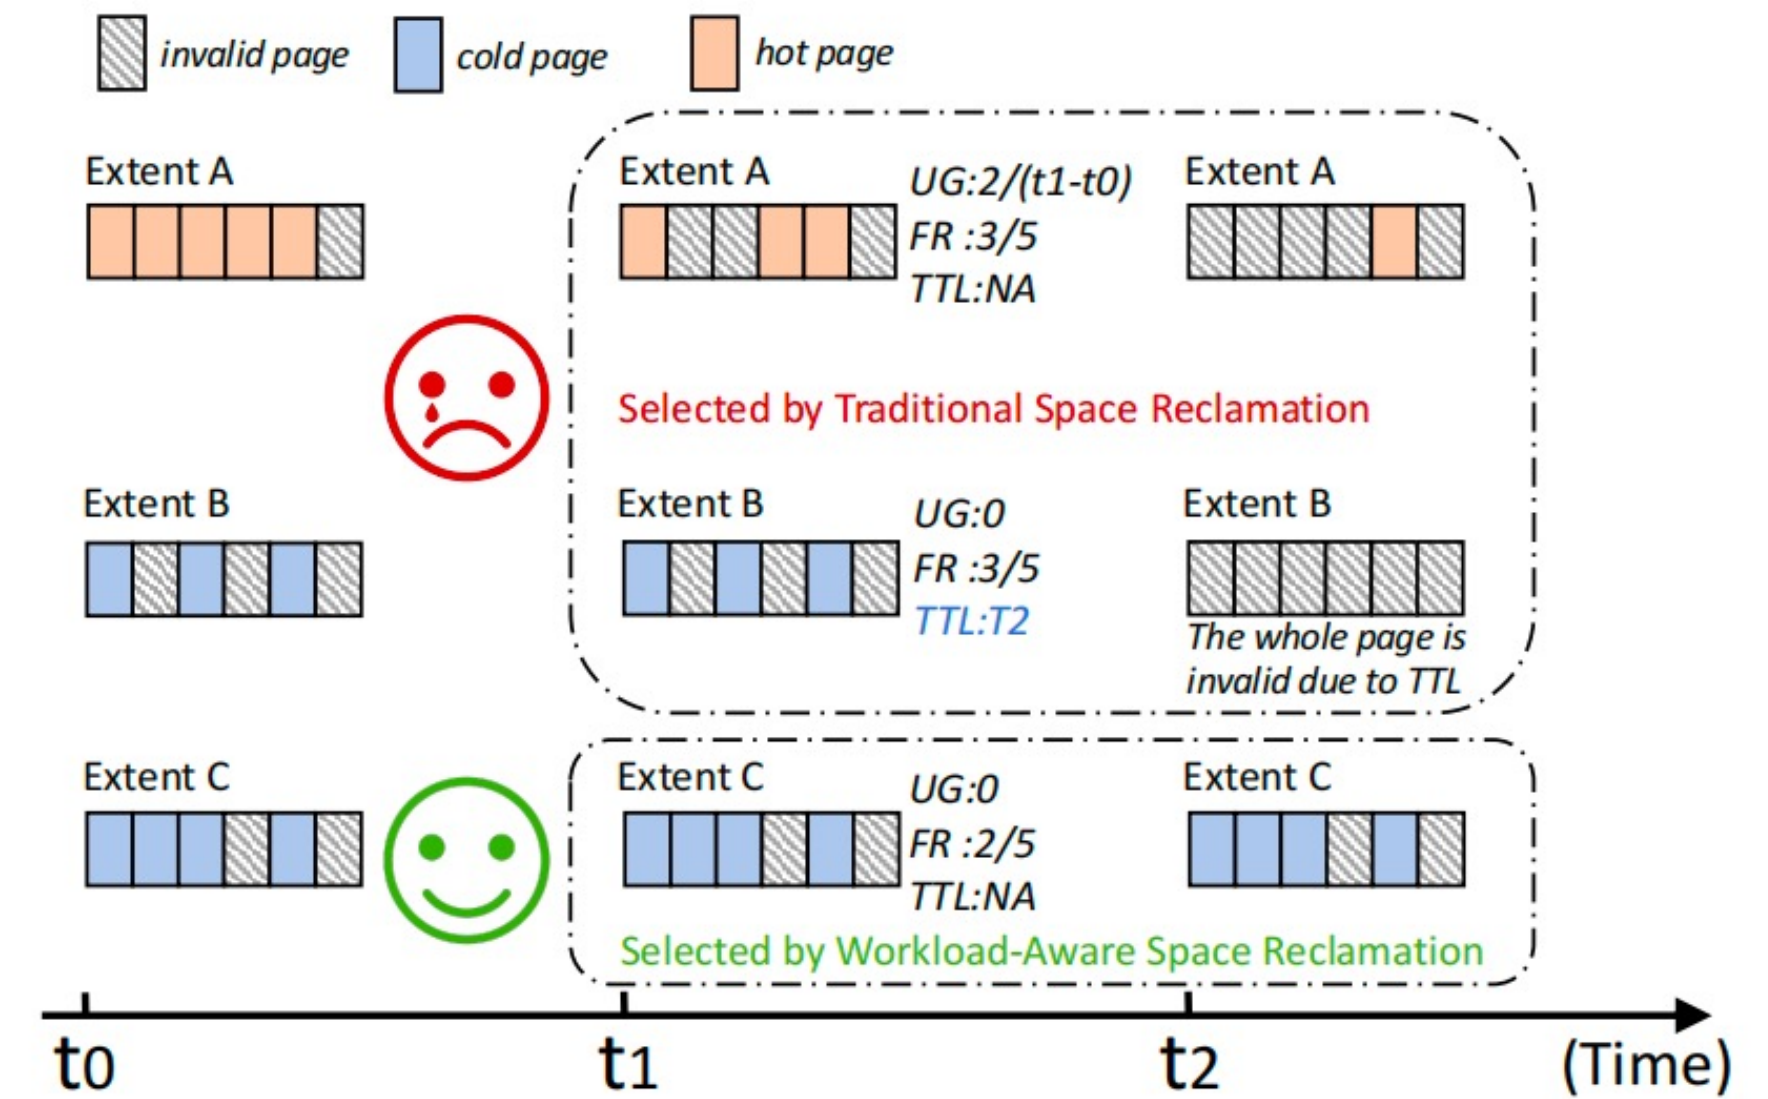 invalid page
cold page
hot page
Extent A
Extent A
UG:2/(t1-t0)
FR :3/5
TTL:NA
Extent A
Selected by Traditional Space Reclamation
Extent B
Extent B
UG:0
FR :3/5
TTL:T2
Extent B
The whole page is
invalid due to TTL
Extent C
Extent C
UG:0
FR :2/5
TTL:NA
Extent C
Selected by Workload-Aware Space Reclamation
t0
t1
t2
(Time)